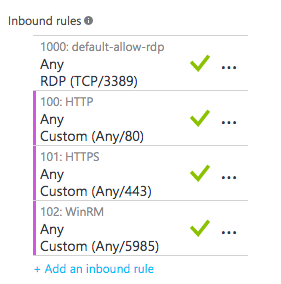 Inbound rules
1000: default-allow-rdp
Any
RDP (TCP/3389)
100: HTTP
Any
Custom (Any/80)
101: HTTPS
Any
Custom (Any/443)
102: WinRM
Any
Custom (Any/5985)
+ Add an inbound rule